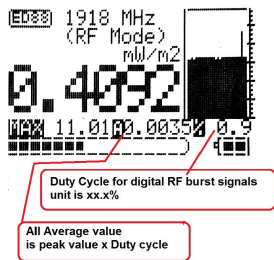 ED88 1918 MHz
(RF Mode)
mW/m2
0.4092
MAX 11.01 A 0.0035 % 0.9
Duty Cycle for digital RF burst signals
unit is xx.x%
All Average value
is peak value x Duty cycle